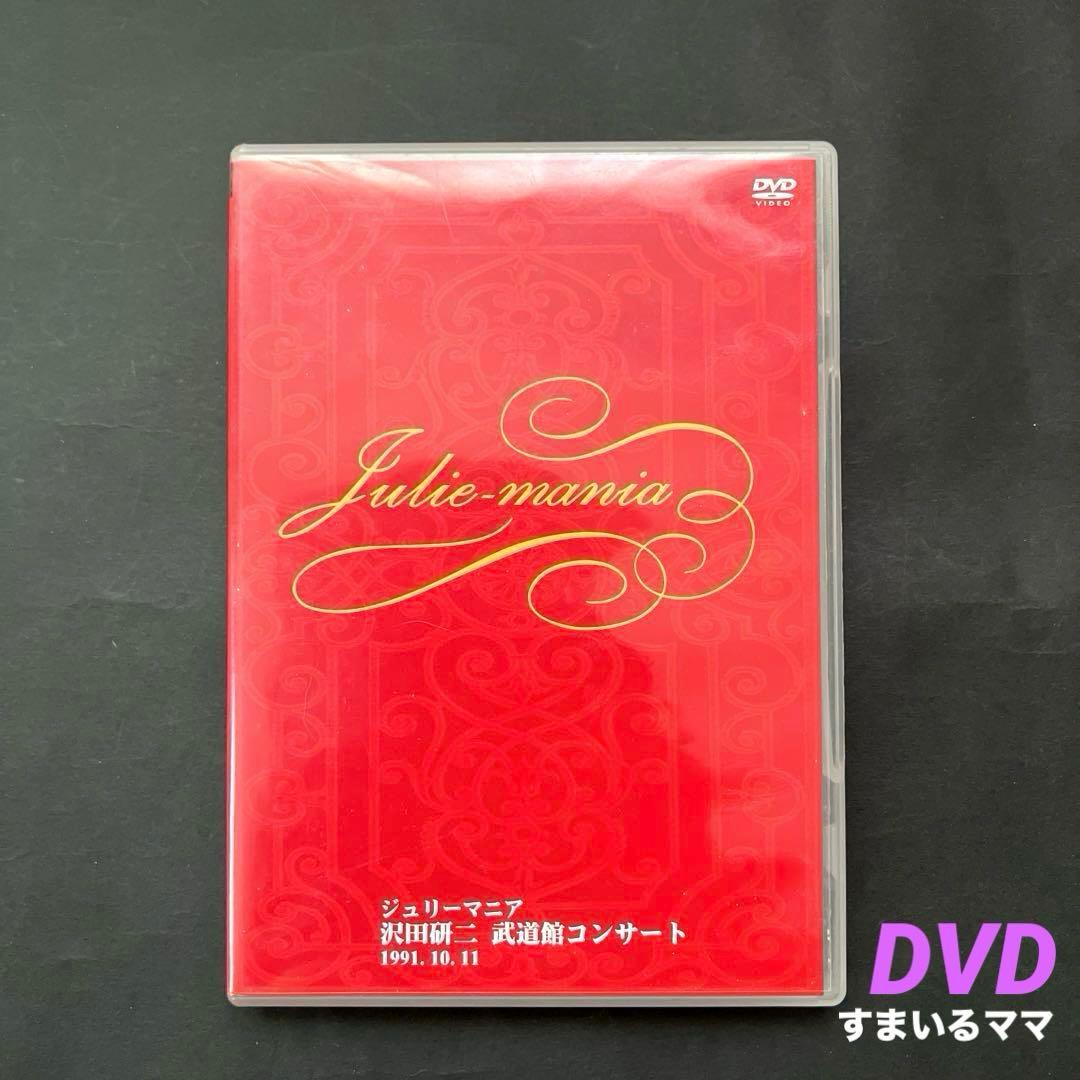 DVD
VIDEO
Julie-mania
ジュリーマニア
沢田研二 武道館コンサート
1991. 10. 11
DVD
すまいるママ